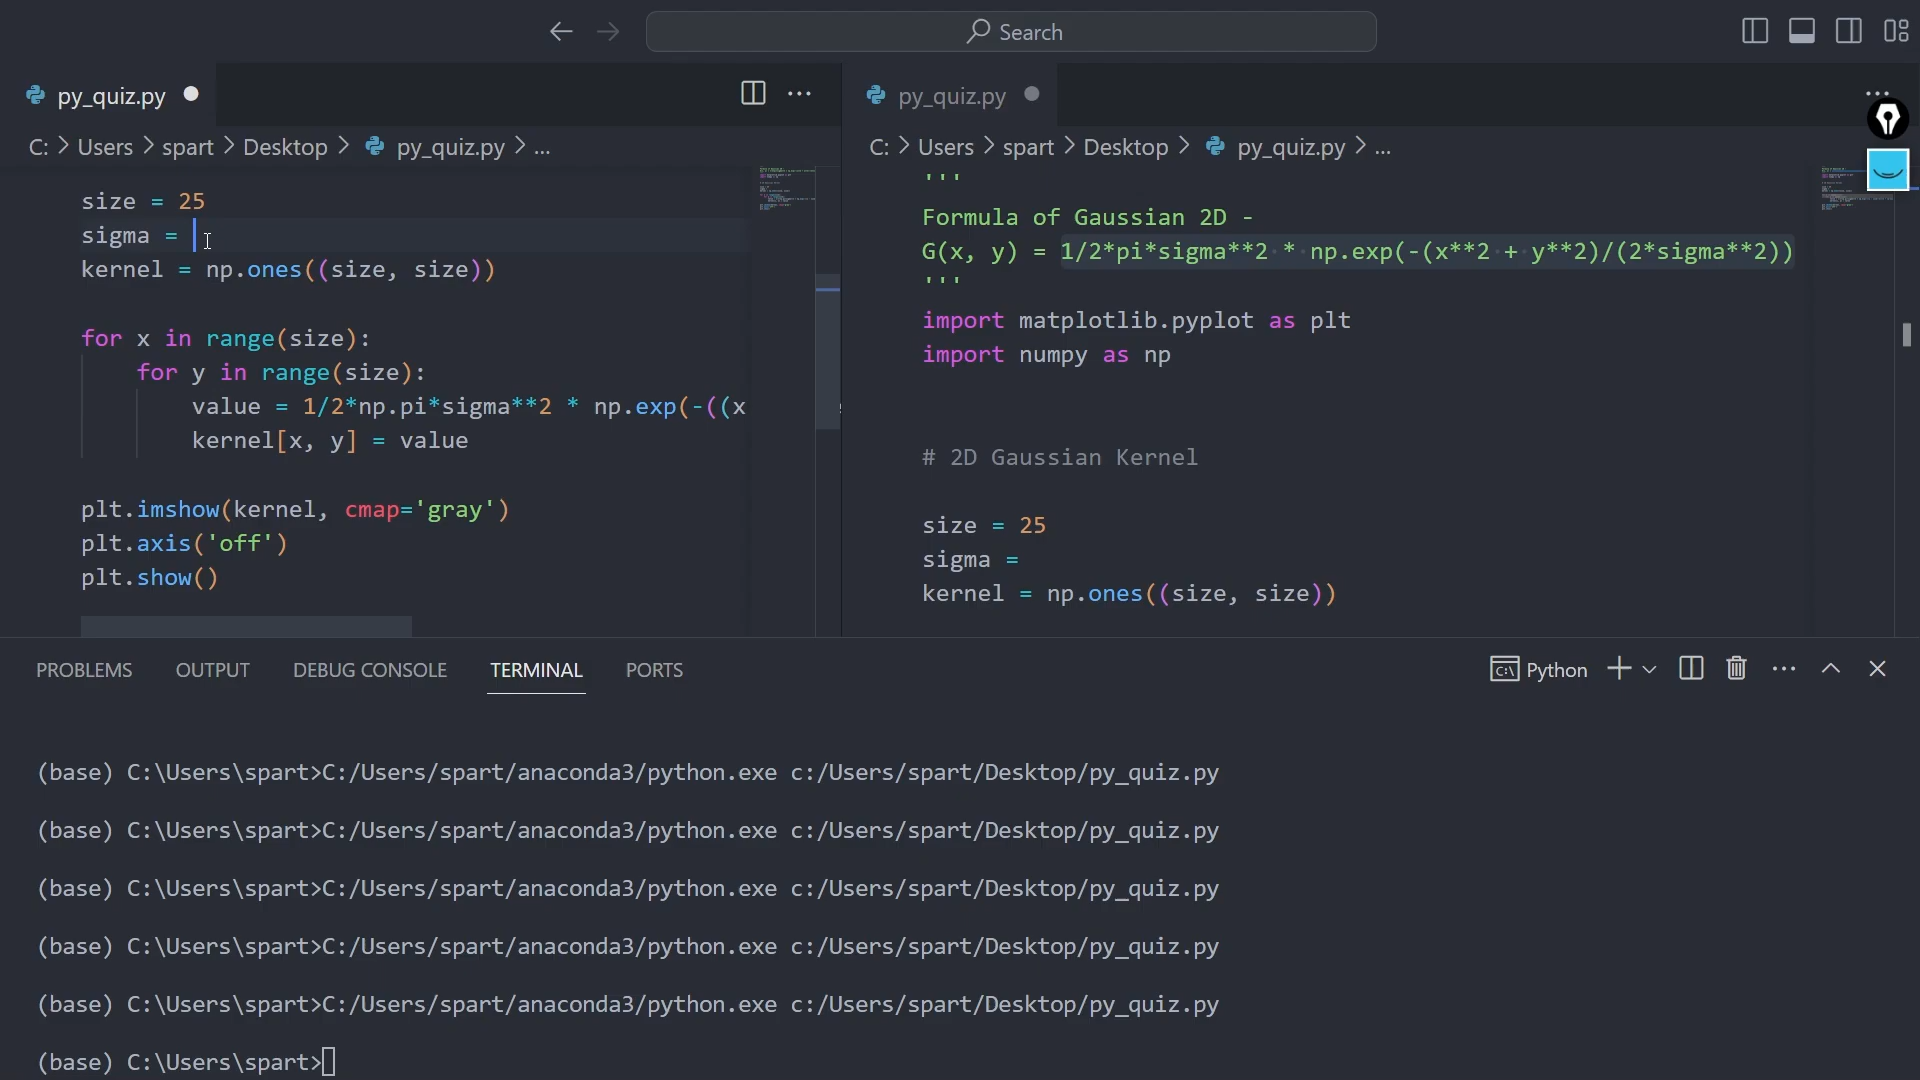 Search
py_quiz.py
C: > Users > spart > Desktop > py_quiz.py > ...
size = 25
sigma =
kernel = np.ones((size, size))
for x in range(size):
for y in range(size):
value = 1/2*np.pi*sigma**2 * np.exp(-((x
kernel[x, y] = value
plt.imshow(kernel, cmap='gray')
plt.axis('off')
plt.show()
py_quiz.py
C: > Users > spart > Desktop > py_quiz.py > ...
'''
Formula of Gaussian 2D -
G(x, y) = 1/2*pi*sigma**2 * np.exp(-(x**2 + y**2)/(2*sigma**2))
'''
import matplotlib.pyplot as plt
import numpy as np
# 2D Gaussian Kernel
size = 25
sigma =
kernel = np.ones((size, size))
PROBLEMS OUTPUT DEBUG CONSOLE TERMINAL PORTS
Python
(base) C:\Users\spart>C:/Users/spart/anaconda3/python.exe c:/Users/spart/Desktop/py_quiz.py
(base) C:\Users\spart>C:/Users/spart/anaconda3/python.exe c:/Users/spart/Desktop/py_quiz.py
(base) C:\Users\spart>C:/Users/spart/anaconda3/python.exe c:/Users/spart/Desktop/py_quiz.py
(base) C:\Users\spart>C:/Users/spart/anaconda3/python.exe c:/Users/spart/Desktop/py_quiz.py
(base) C:\Users\spart>C:/Users/spart/anaconda3/python.exe c:/Users/spart/Desktop/py_quiz.py
(base) C:\Users\spart>